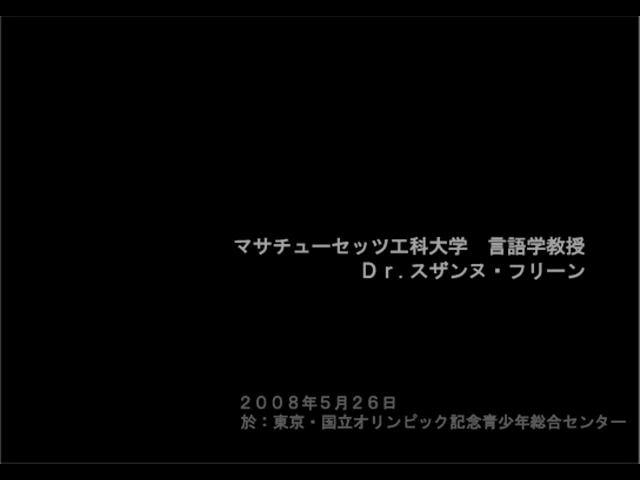 マサチューセッツ工科大学　言語学教授
Ｄｒ.スザンヌ・フリーン
２００８年５月２６日
於：東京・国立オリンピック記念青少年総合センター